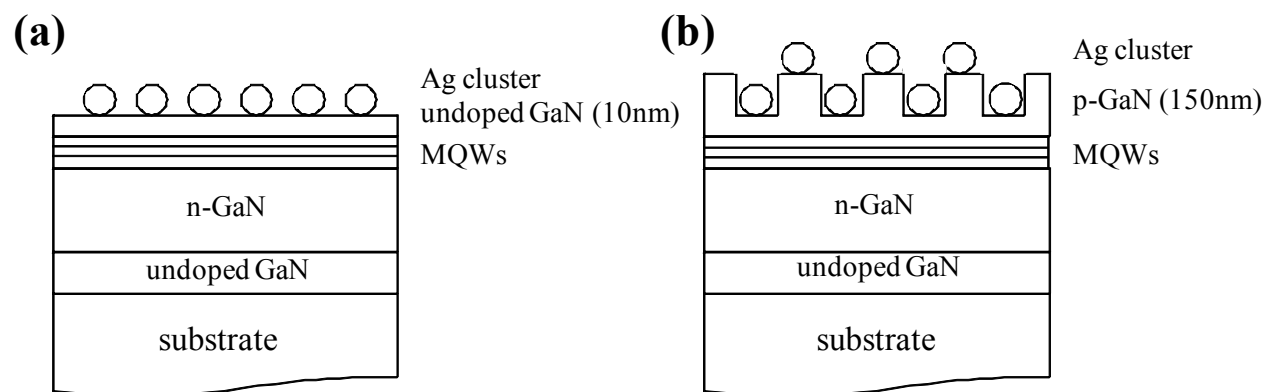 (a)
Ag cluster
undoped GaN (10nm)
MQWs
n-GaN
undoped GaN
substrate
(b)
Ag cluster
p-GaN (150nm)
MQWs
n-GaN
undoped GaN
substrate